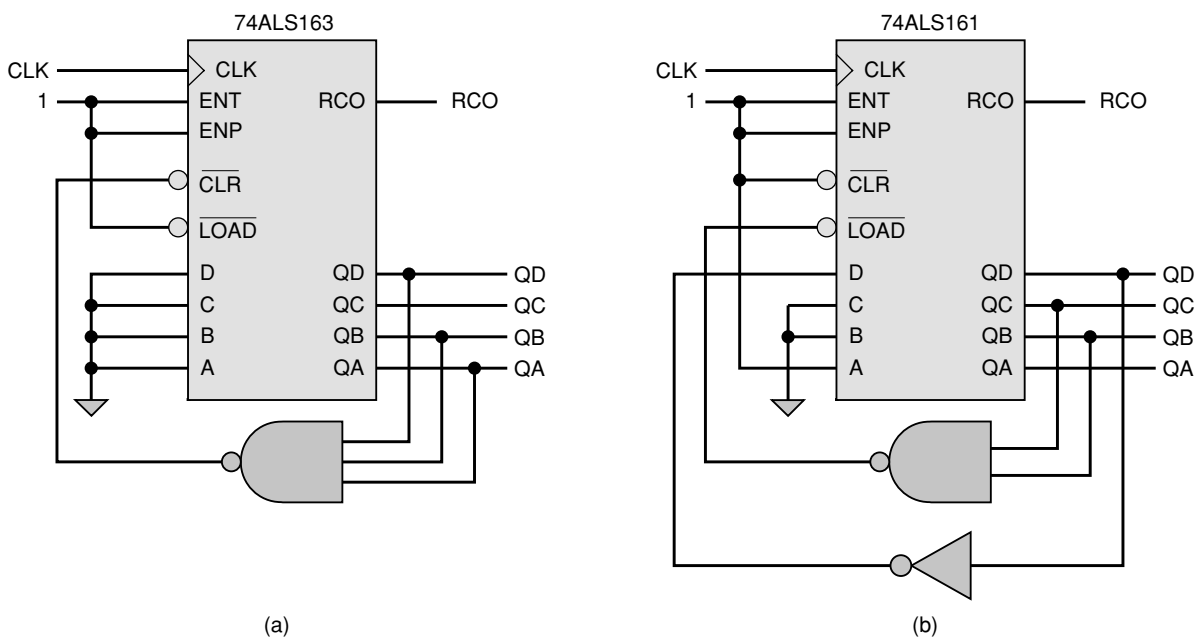 74ALS163
CLK
CLK
1
ENT
RCO
RCO
ENP
CLR
LOAD
D
QD
QD
C
QC
QC
B
QB
QB
A
QA
QA
(a)
74ALS161
CLK
CLK
1
ENT
RCO
RCO
ENP
CLR
LOAD
D
QD
QD
C
QC
QC
B
QB
QB
A
QA
QA
(b)